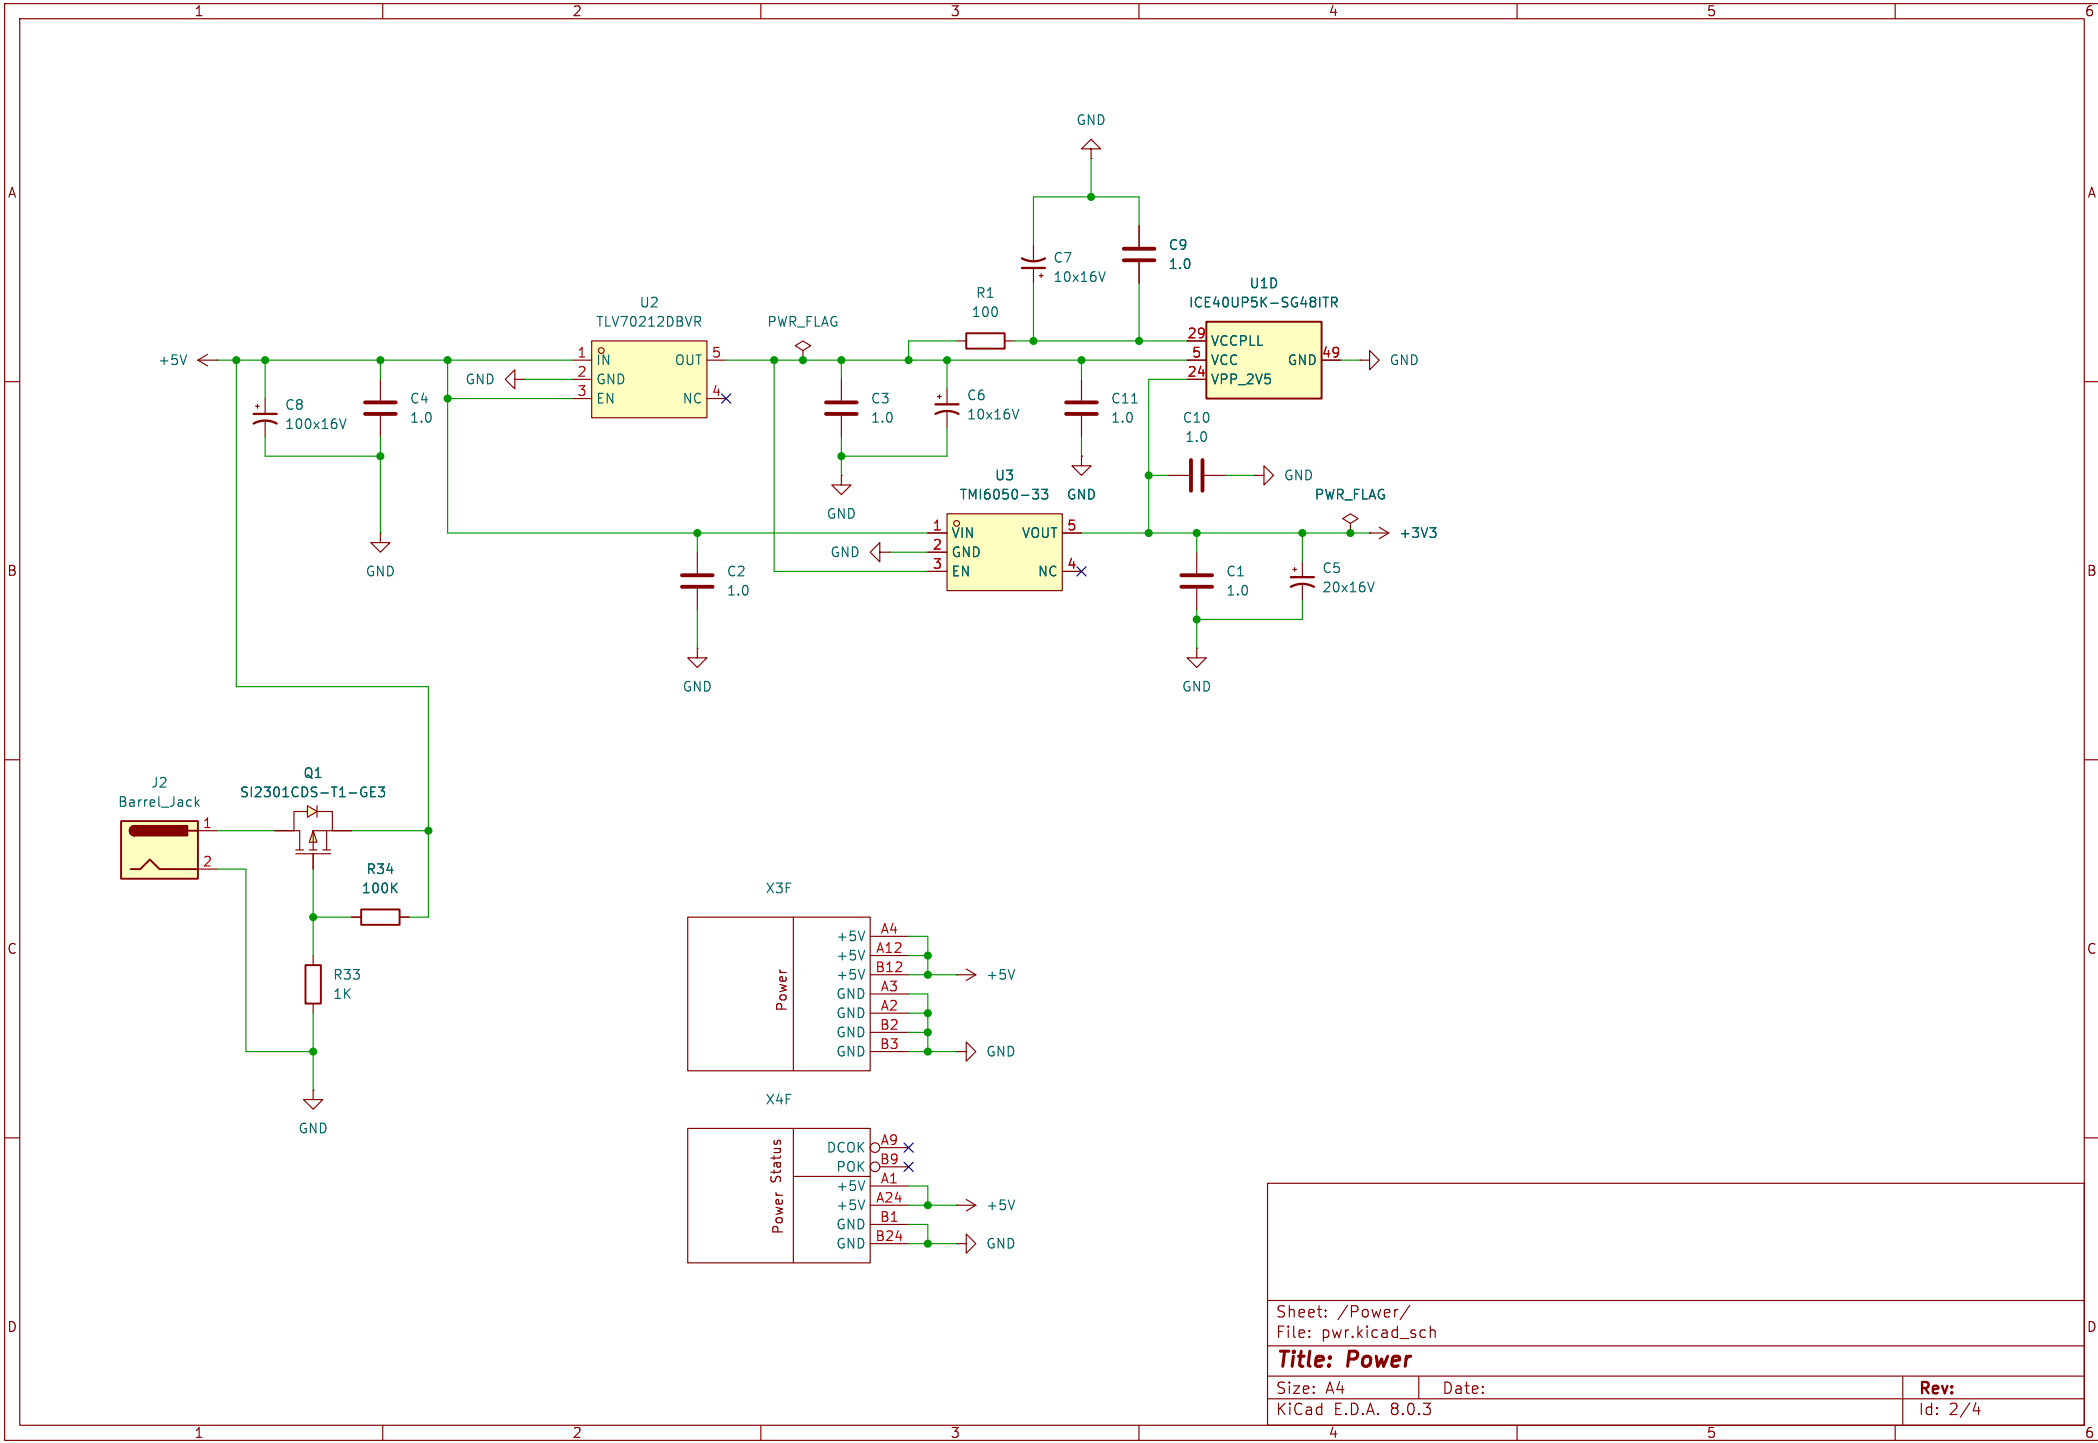 1 2 3 4 5 6
A A
B B
C C
D D
GND
C7
10x16V
C9
1.0
R1
100
U1D
ICE40UP5K-SG48ITR
29 VCCPLL
5 VCC GND 49 GND
24 VPP_2V5
U2
TLV70212DBVR
PWR_FLAG
+5V
1 IN OUT 5
GND 2 GND
3 EN NC 4
C8
100x16V
C4
1.0
GND
C3
1.0
C6
10x16V
GND
C11
1.0
GND
C10
1.0
GND
PWR_FLAG
+3V3
U3
TMI6050-33
1 VIN VOUT 5
GND 2 GND
3 EN NC 4
C2
1.0
GND
C1
1.0
C5
20x16V
GND
J2
Barrel_Jack
1
2
Q1
SI2301CDS-T1-GE3
R34
100K
R33
1K
GND
X3F
Power
+5V A4
+5V A12
+5V B12 +5V
GND A3
GND A2
GND B2
GND B3 GND
X4F
Power Status
DCOK A9
POK B9
+5V A1
+5V A24 +5V
GND B1
GND B24 GND
Sheet: /Power/
File: pwr.kicad_sch
Title: Power
Size: A4 Date: Rev:
KiCad E.D.A. 8.0.3 Id: 2/4
1 2 3 4 5 6